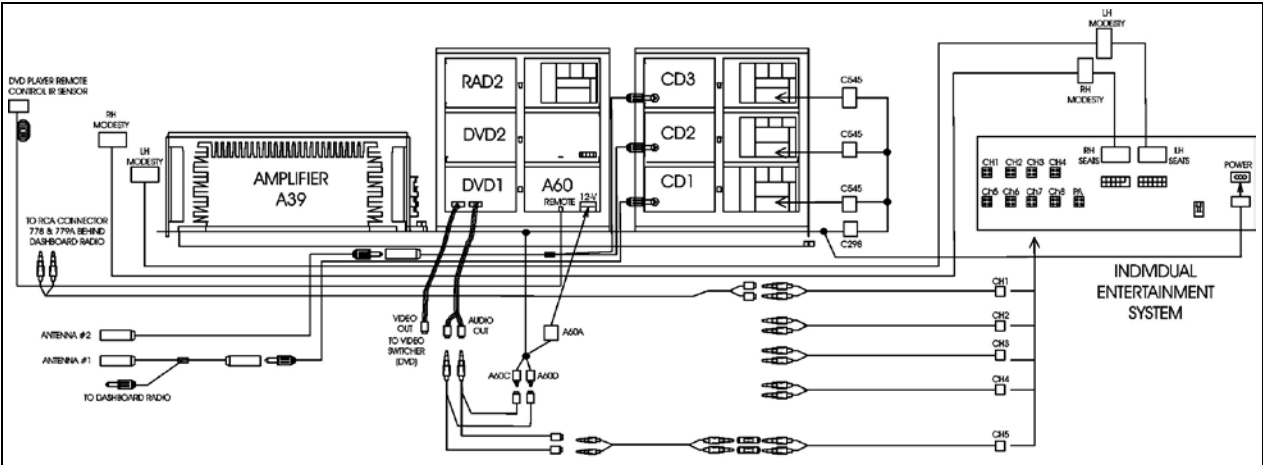 LH
MODESTY
RH
MODESTY
DVD PLAYER REMOTE
CONTROL IR SENSOR
RH
MODESTY
LH
MODESTY
AMPLIFIER
A39
TO RCA CONNECTOR
778 & 779A BEHIND
DASHBOARD RADIO
RAD2
DVD2
DVD1
A60
REMOTE
12-V
CD3
CD2
CD1
C545
C545
C545
C298
RH
SEATS
LH
SEATS
POWER
CH1 CH2 CH3 CH4
Ch5 Ch6 Ch7 Ch8 PA
INDIVIDUAL
ENTERTAINMENT
SYSTEM
ANTENNA #2
ANTENNA #1
TO DASHBOARD RADIO
VIDEO
OUT
TO VIDEO
SWITCHER
(DVD)
AUDIO
OUT
A60A
A60C
A60D
CH1
CH2
CH3
CH4
CH5